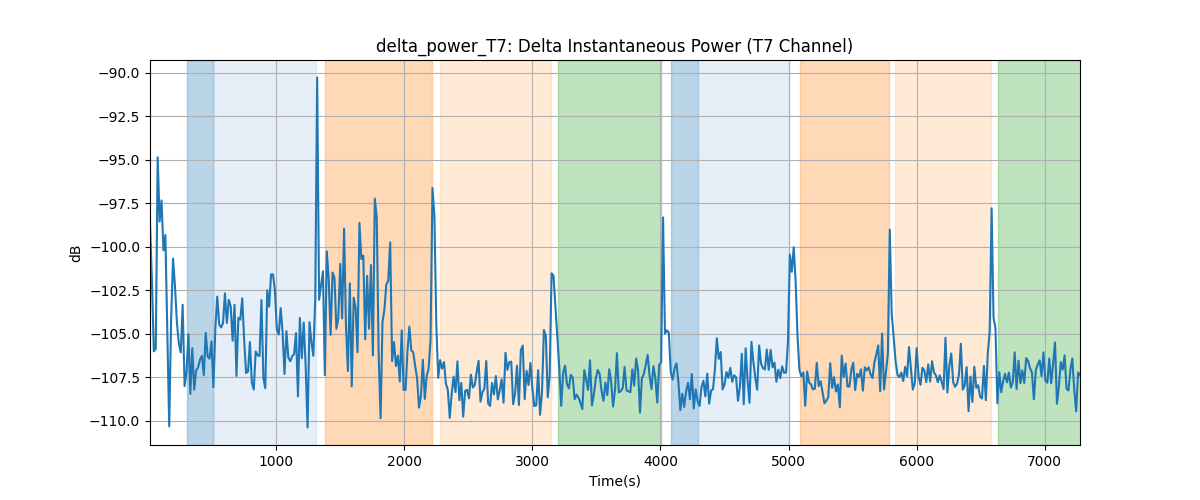 delta_power_T7: Delta Instantaneous Power (T7 Channel)
dB
−90.0
−92.5
−95.0
−97.5
−100.0
−102.5
−105.0
−107.5
−110.0
1000 2000 3000 4000 5000 6000 7000
Time(s)